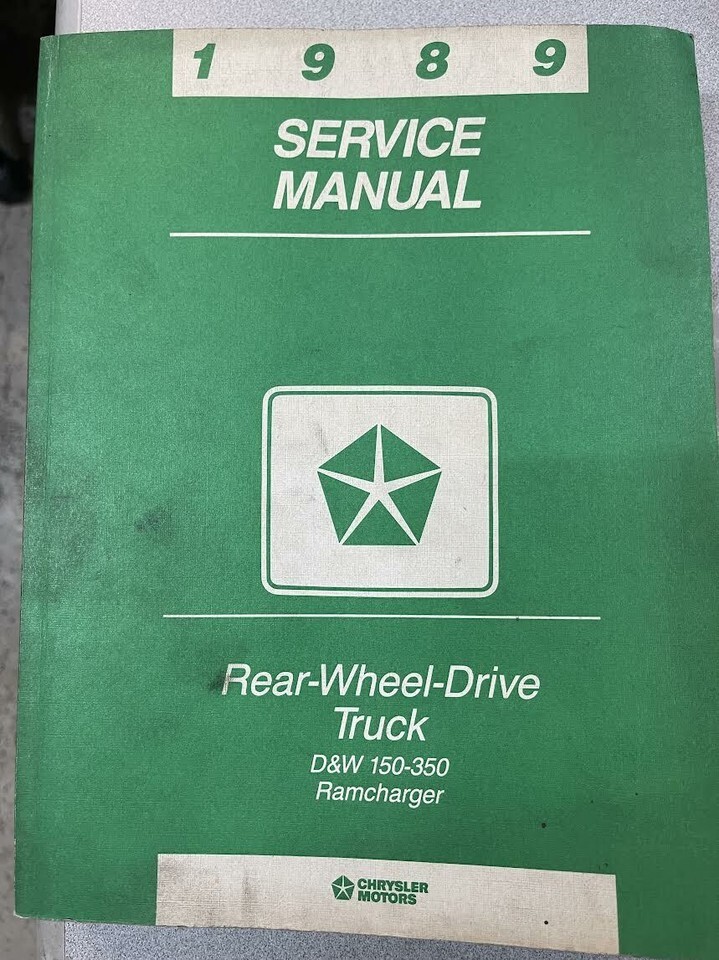 1 9 8 9
SERVICE
MANUAL
Rear-Wheel-Drive
Truck
D&W 150-350
Ramcharger
CHRYSLER
MOTORS